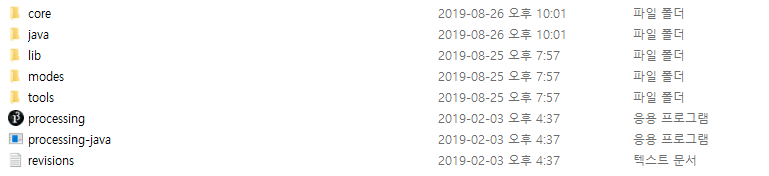 core 2019-08-26 오후 10:01 파일 폴더
java 2019-08-26 오후 10:01 파일 폴더
lib 2019-08-25 오후 7:57 파일 폴더
modes 2019-08-25 오후 7:57 파일 폴더
tools 2019-08-25 오후 7:57 파일 폴더
processing 2019-02-03 오후 4:37 응용 프로그램
processing-java 2019-02-03 오후 4:37 응용 프로그램
revisions 2019-02-03 오후 4:37 텍스트 문서